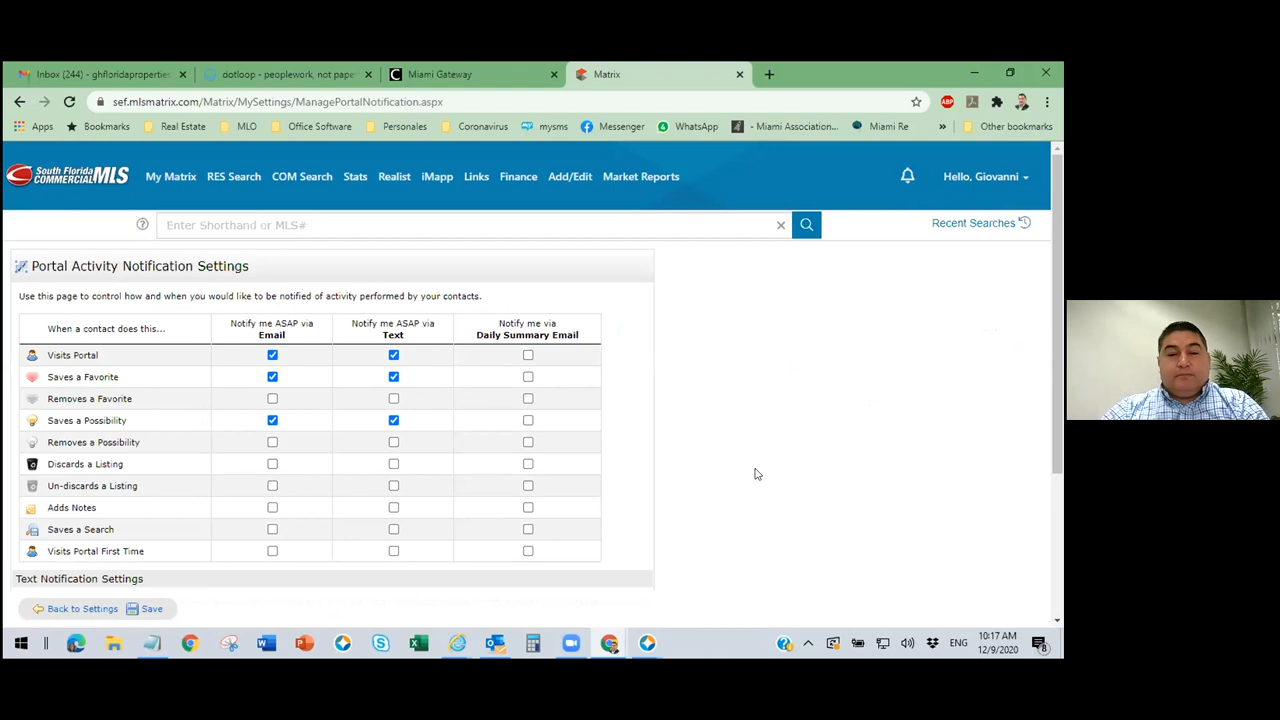 Inbox (244) - ghfloridapropertie
dotloop - peoplework, not pape
Miami Gateway
Matrix
sef.mlsmatrix.com/Matrix/MySettings/ManagePortalNotification.aspx
ABP
Apps
Bookmarks
Real Estate
MLO
Office Software
Personales
Coronavirus
mysms
Messenger
WhatsApp
- Miami Association...
Miami Re
»
Other bookmarks
South Florida
COMMERCIAL MLS
My Matrix
RES Search
COM Search
Stats
Realist
iMapp
Links
Finance
Add/Edit
Market Reports
Hello, Giovanni
Enter Shorthand or MLS#
Recent Searches
Portal Activity Notification Settings
Use this page to control how and when you would like to be notified of activity performed by your contacts.
When a contact does this...
Notify me ASAP via
Email
Notify me ASAP via
Text
Notify me via
Daily Summary Email
Visits Portal
Saves a Favorite
Removes a Favorite
Saves a Possibility
Removes a Possibility
Discards a Listing
Un-discards a Listing
Adds Notes
Saves a Search
Visits Portal First Time
Text Notification Settings
Back to Settings
Save
ENG
10:17 AM
12/9/2020
8